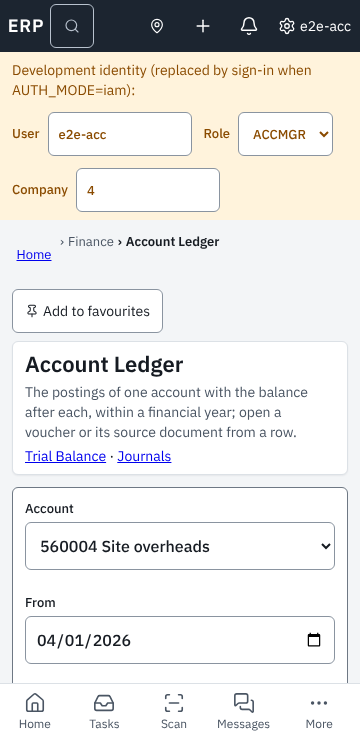 ERP e2e-acc
Development identity (replaced by sign-in when
AUTH_MODE=iam):
User e2e-acc Role ACCMGR
Company 4
Home › Finance › Account Ledger
Add to favourites
Account Ledger
The postings of one account with the balance
after each, within a financial year; open a
voucher or its source document from a row.
Trial Balance · Journals
Account
560004 Site overheads
From
04/01/2026
Home Tasks Scan Messages More